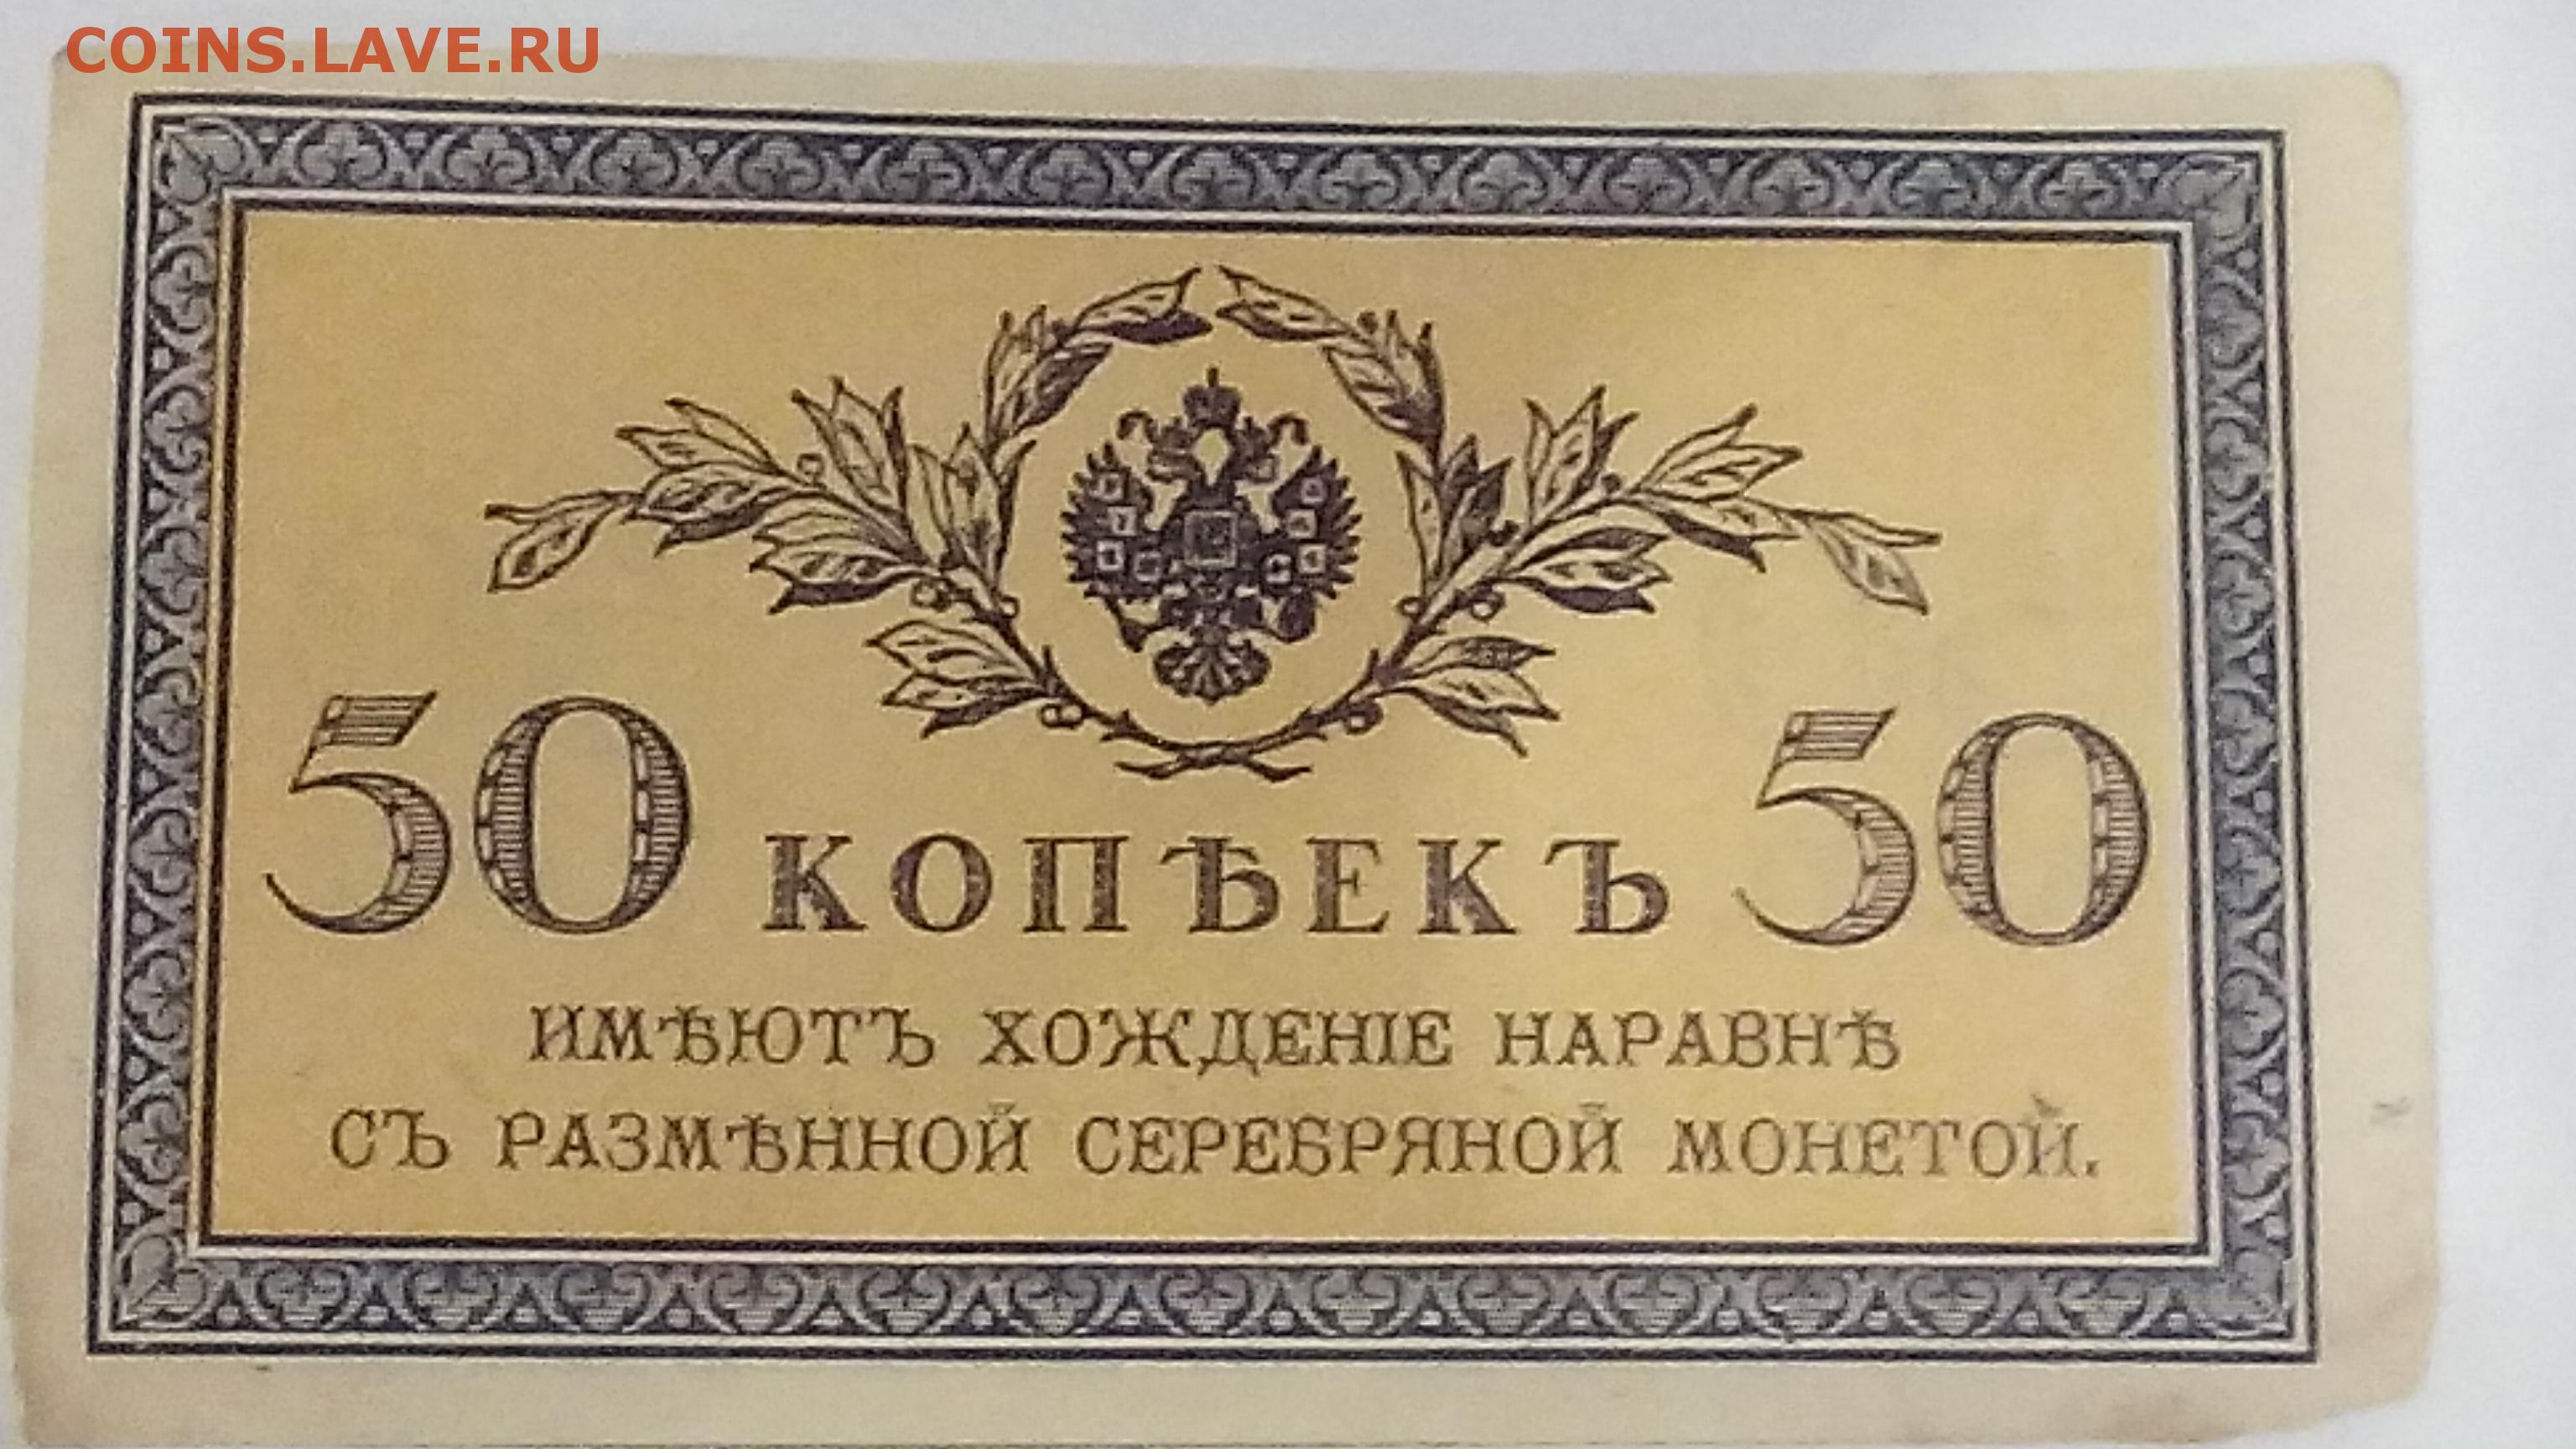 COINS.LAVE.RU
50 КОПѢЕКЪ 50
ИМѢЮТЪ ХОЖДЕНІЕ НАРАВНѢ
СЪ РАЗМѢННОЙ СЕРЕБРЯНОЙ МОНЕТОЙ.